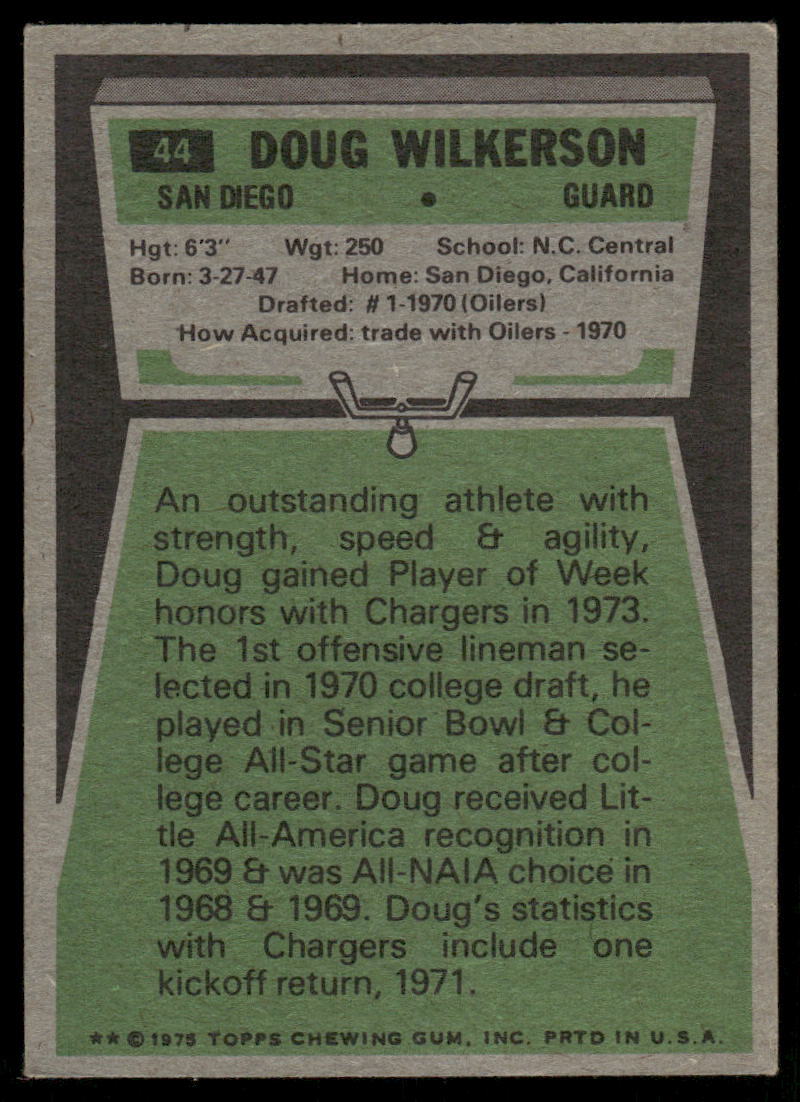 44 DOUG WILKERSON
SAN DIEGO • GUARD
Hgt: 6'3" Wgt: 250 School: N.C. Central
Born: 3-27-47 Home: San Diego, California
Drafted: #1-1970 (Oilers)
How Acquired: trade with Oilers - 1970
An outstanding athlete with
strength, speed & agility,
Doug gained Player of Week
honors with Chargers in 1973.
The 1st offensive lineman se-
lected in 1970 college draft, he
played in Senior Bowl & Col-
lege All-Star game after col-
lege career. Doug received Lit-
tle All-America recognition in
1969 & was All-NAIA choice in
1968 & 1969. Doug's statistics
with Chargers include one
kickoff return, 1971.
** © 1975 TOPPS CHEWING GUM, INC. PRTD IN U.S.A.